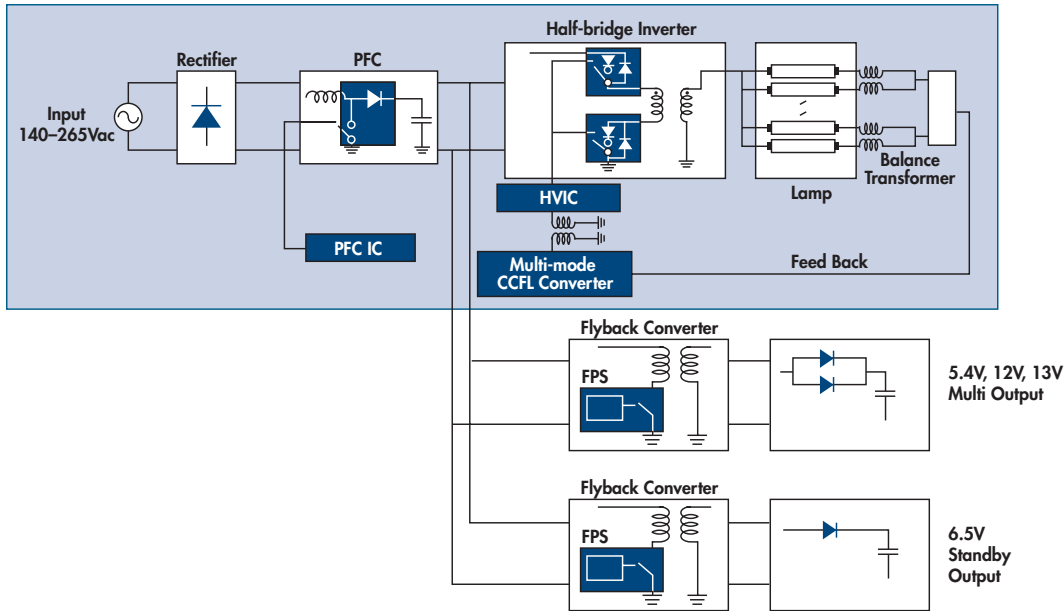 Half-bridge Inverter
Rectifier
PFC
Input
140–265Vac
HVIC
Lamp
Balance
Transformer
PFC IC
Multi-mode
CCFL Converter
Feed Back
Flyback Converter
FPS
5.4V, 12V, 13V
Multi Output
Flyback Converter
FPS
6.5V
Standby
Output